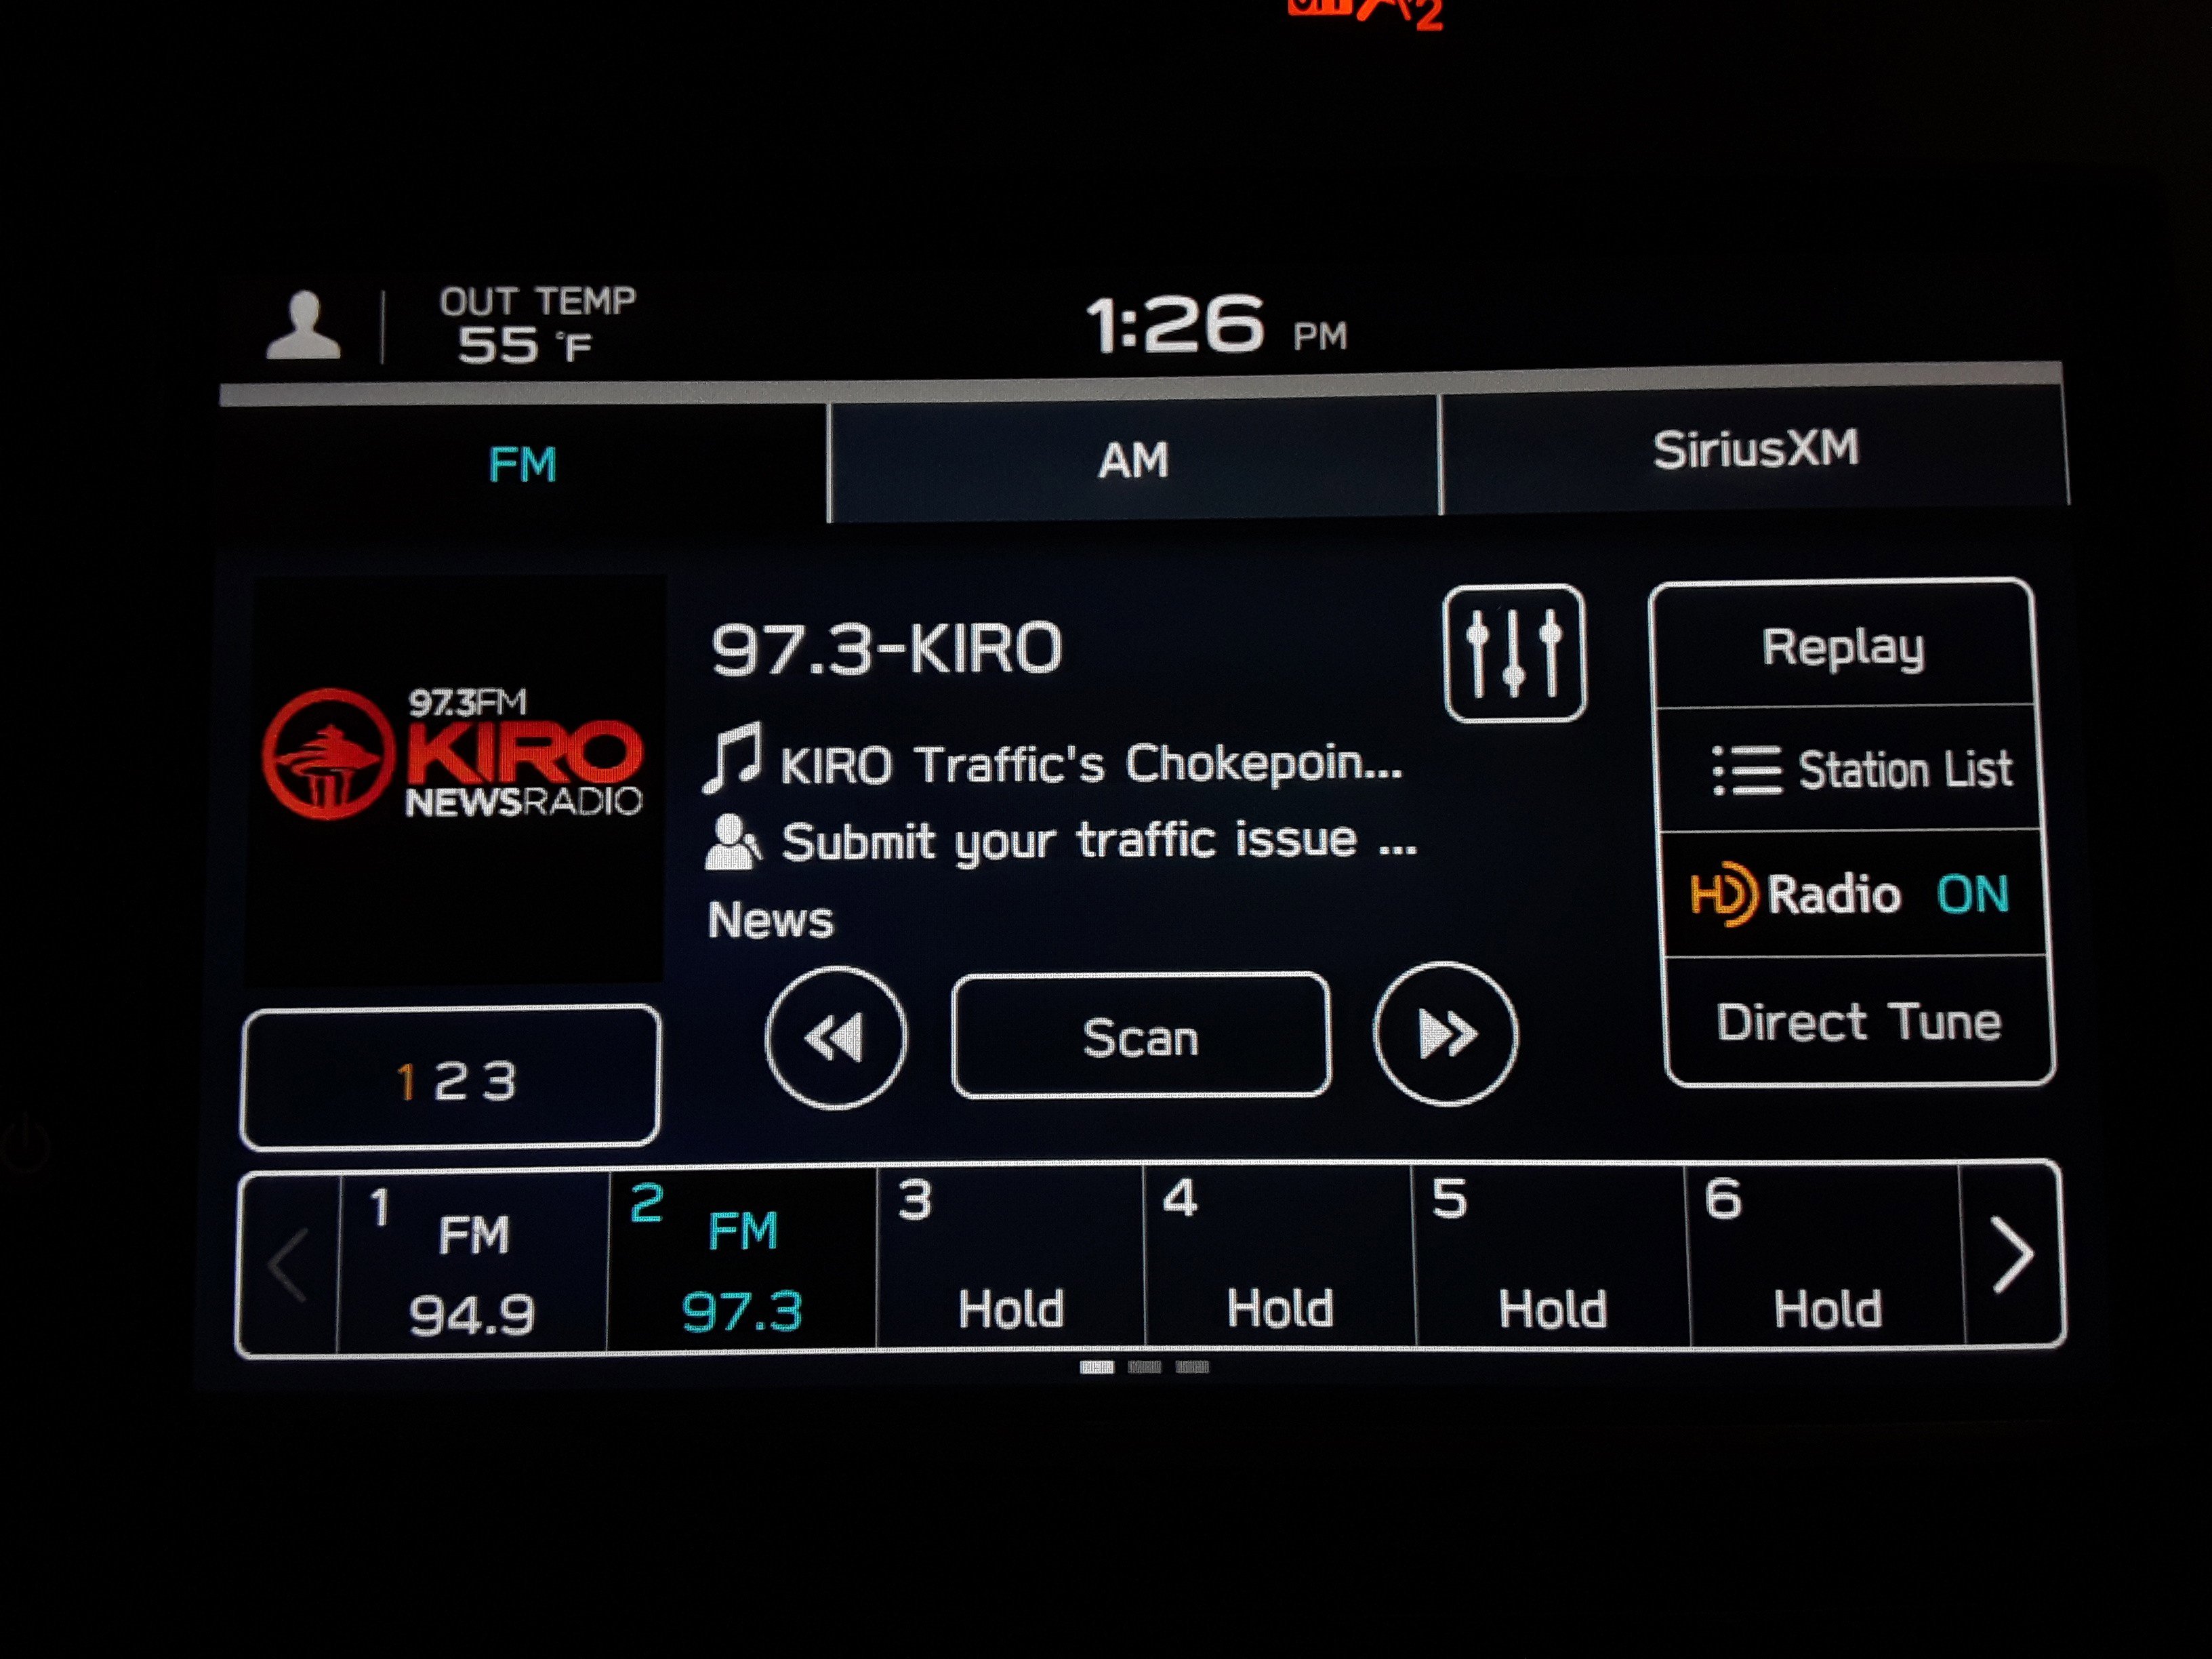 OUT TEMP
55 °F
1:26 PM
FM
AM
SiriusXM
97.3FM
KIRO
NEWSRADIO
97.3-KIRO
KIRO Traffic's Chokepoin...
Submit your traffic issue ...
News
Replay
Station List
HD Radio ON
Direct Tune
1 2 3
Scan
1 FM
94.9
2 FM
97.3
3
Hold
4
Hold
5
Hold
6
Hold